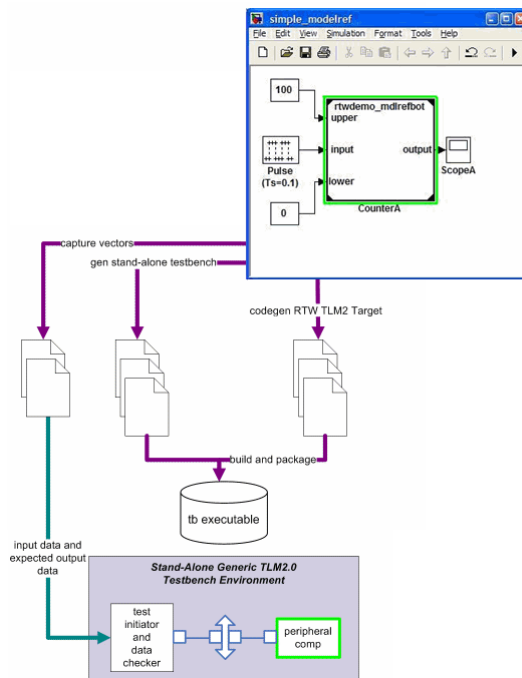 simple_modelref
File Edit View Simulation Format Tools Help
100
rtwdemo_mdlrefbot
upper
input
output
lower
Pulse
(Ts=0.1)
ScopeA
0
CounterA
capture vectors
gen stand-alone testbench
codegen RTW TLM2 Target
build and package
tb executable
input data and
expected output
data
Stand-Alone Generic TLM2.0
Testbench Environment
test
initiator
and
data
checker
peripheral
comp